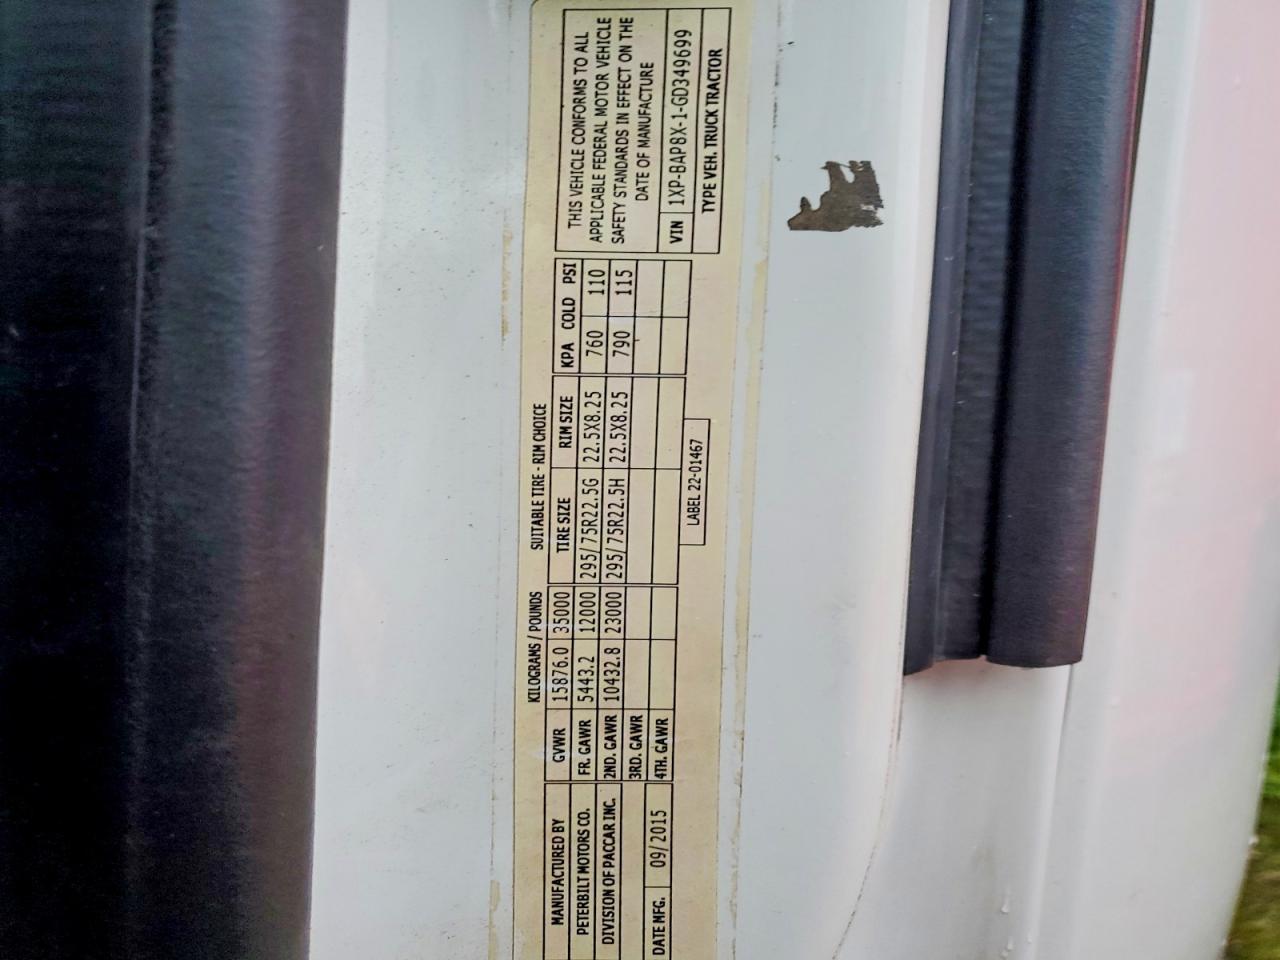 MANUFACTURED BY
PETERBILT MOTORS CO.
DIVISION OF PACCAR INC.
DATE MFG. 09/2015
KILOGRAMS / POUNDS
GVWR 15876.0 35000
FR. GAWR 5443.2 12000
2ND. GAWR 10432.8 23000
3RD. GAWR
4TH. GAWR
SUITABLE TIRE - RIM CHOICE
TIRE SIZE RIM SIZE KPA COLD PSI
295/75R22.5G 22.5X8.25 760 110
295/75R22.5H 22.5X8.25 790 115
LABEL 22-01467
THIS VEHICLE CONFORMS TO ALL
APPLICABLE FEDERAL MOTOR VEHICLE
SAFETY STANDARDS IN EFFECT ON THE
DATE OF MANUFACTURE
VIN 1XP-BAP8X-1-GD349699
TYPE VEH. TRUCK TRACTOR